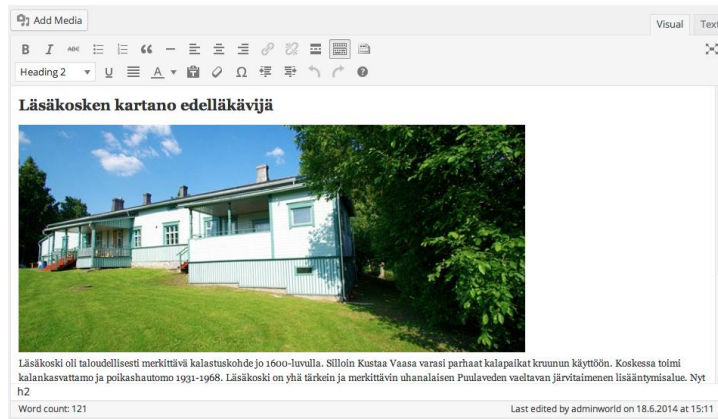 Add Media
Visual Text
B I ABC
Heading 2 U A Ω
Läsäkosken kartano edelläkävijä
Läsäkoski oli taloudellisesti merkittävä kalastuskohde jo 1600-luvulla. Silloin Kustaa Vaasa varasi parhaat kalapaikat kruunun käyttöön. Koskessa toimi
kalankasvattamo ja poikashautomo 1931-1968. Läsäkoski on yhä tärkein ja merkittävin uhanalaisen Puulaveden vaeltavan järvitaimenen lisääntymisalue. Nyt
h2
Word count: 121
Last edited by adminworld on 18.6.2014 at 15:11